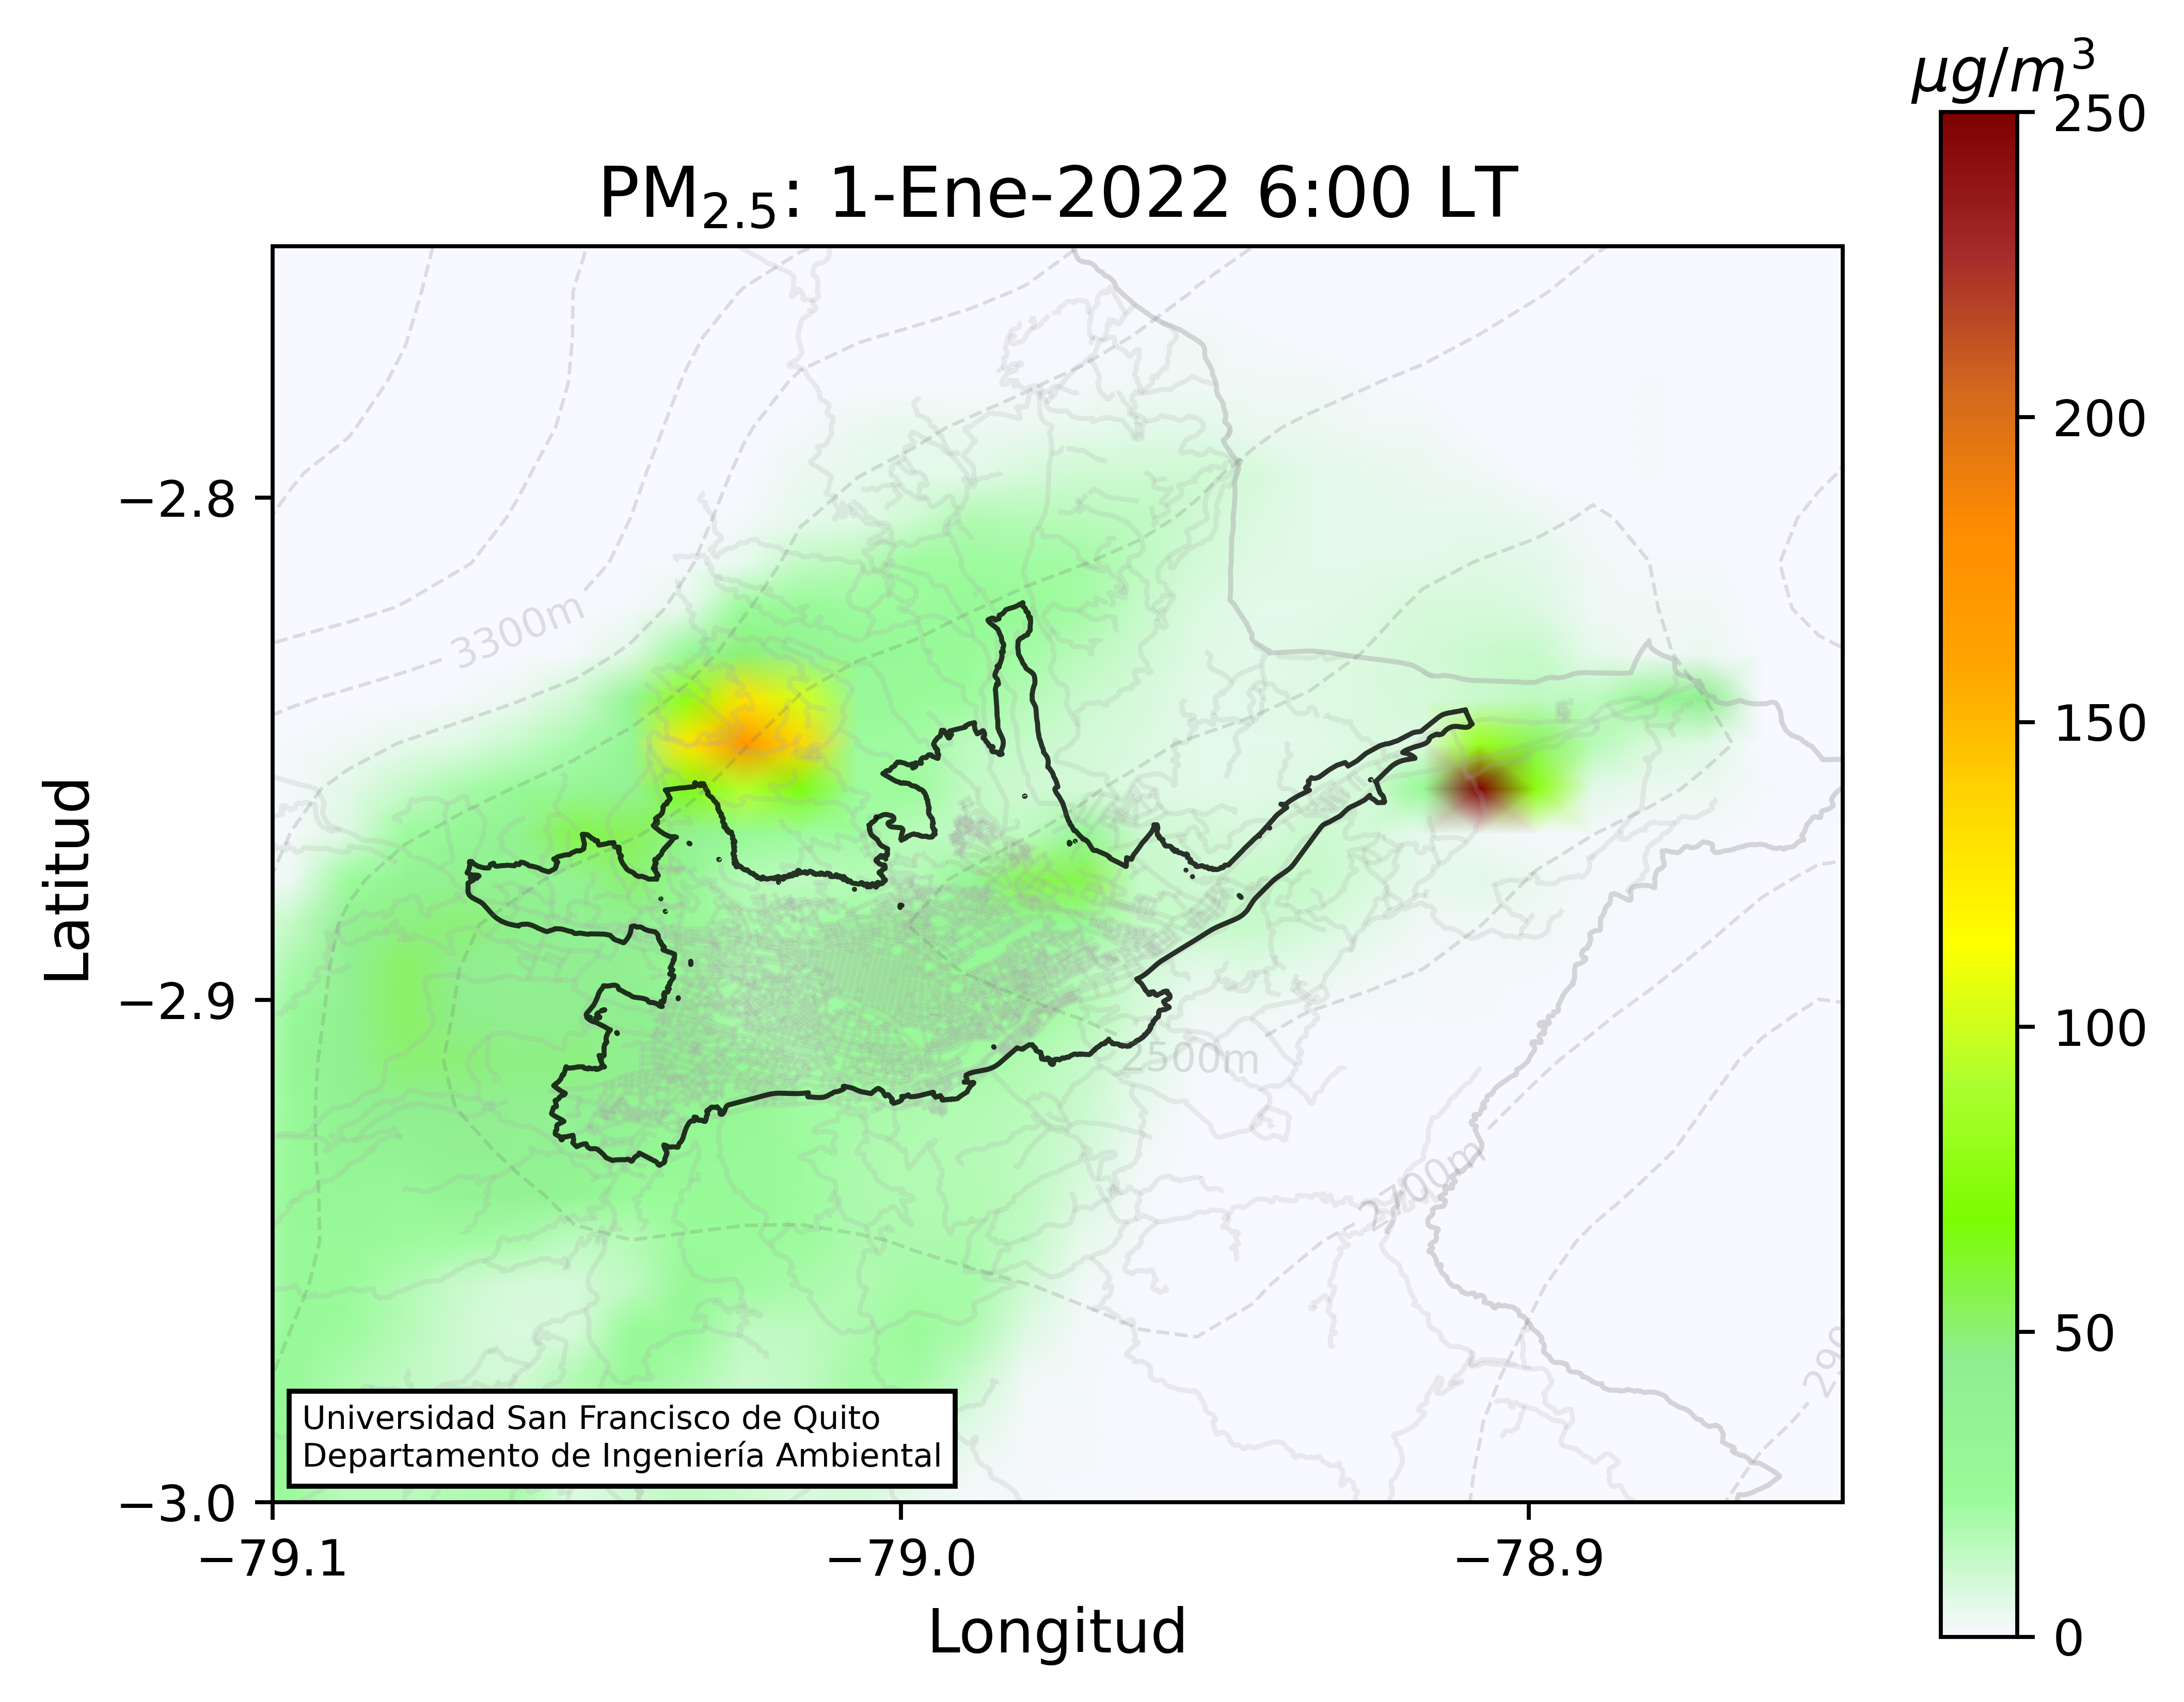 μg/m³
PM₂.₅: 1-Ene-2022 6:00 LT
250
200
150
100
50
0
−2.8
−2.9
−3.0
Latitud
3300m
2500m
2700m
Universidad San Francisco de Quito
Departamento de Ingeniería Ambiental
−79.1
−79.0
−78.9
Longitud